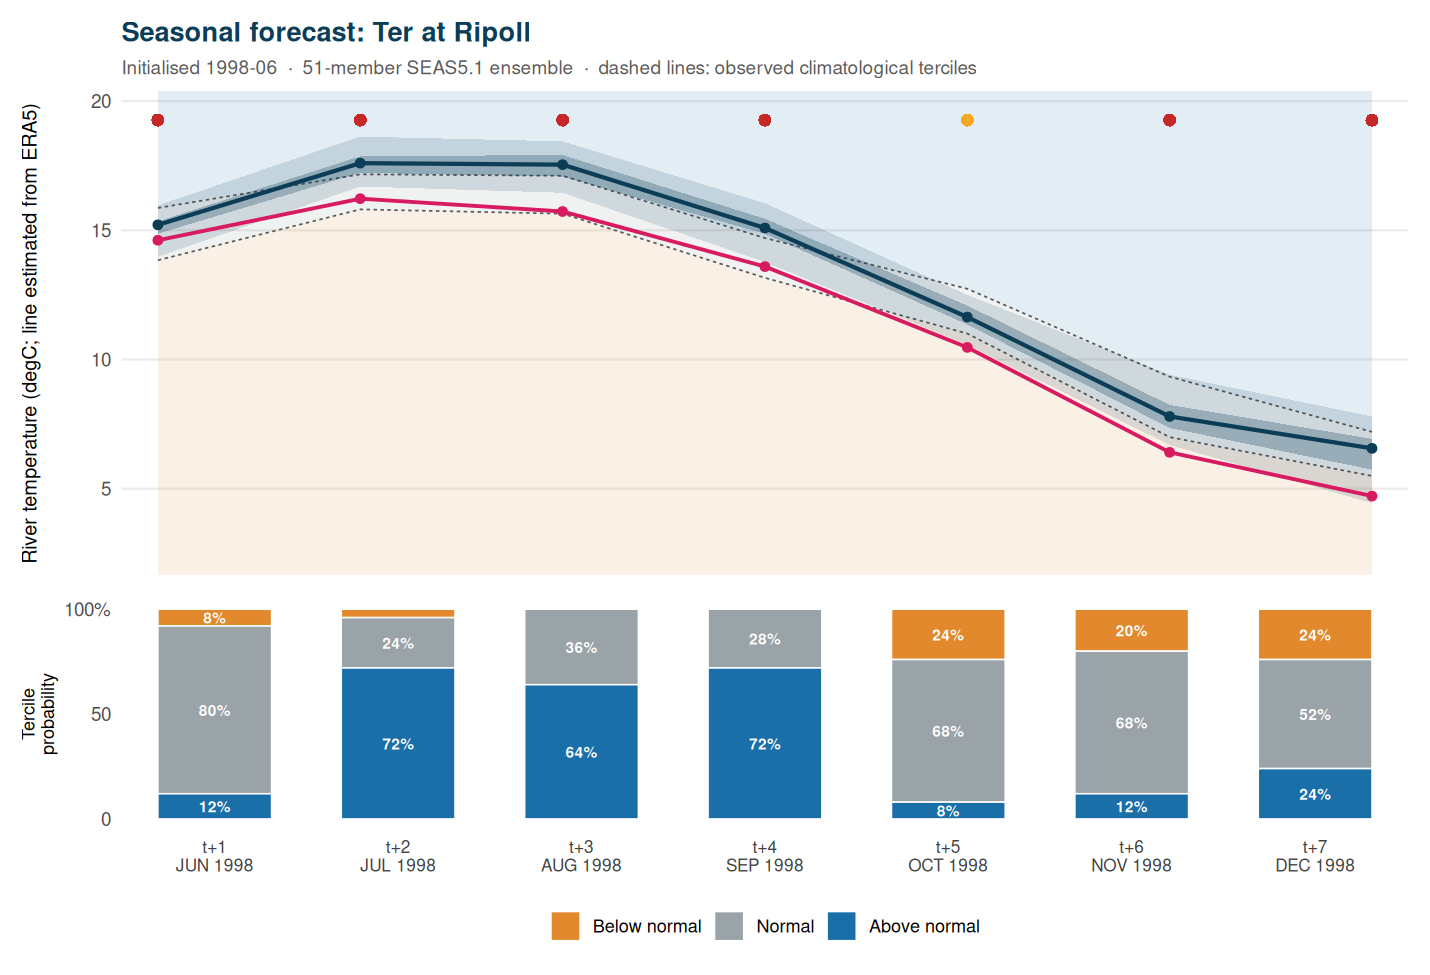 Seasonal forecast: Ter at Ripoll
Initialised 1998-06 · 51-member SEAS5.1 ensemble · dashed lines: observed climatological terciles
River temperature (degC; line estimated from ERA5)
20
15
10
5
Tercile
probability
100%
50
0
8%
80%
12%
24%
72%
36%
64%
28%
72%
24%
68%
8%
20%
68%
12%
24%
52%
24%
t+1
JUN 1998
t+2
JUL 1998
t+3
AUG 1998
t+4
SEP 1998
t+5
OCT 1998
t+6
NOV 1998
t+7
DEC 1998
Below normal
Normal
Above normal